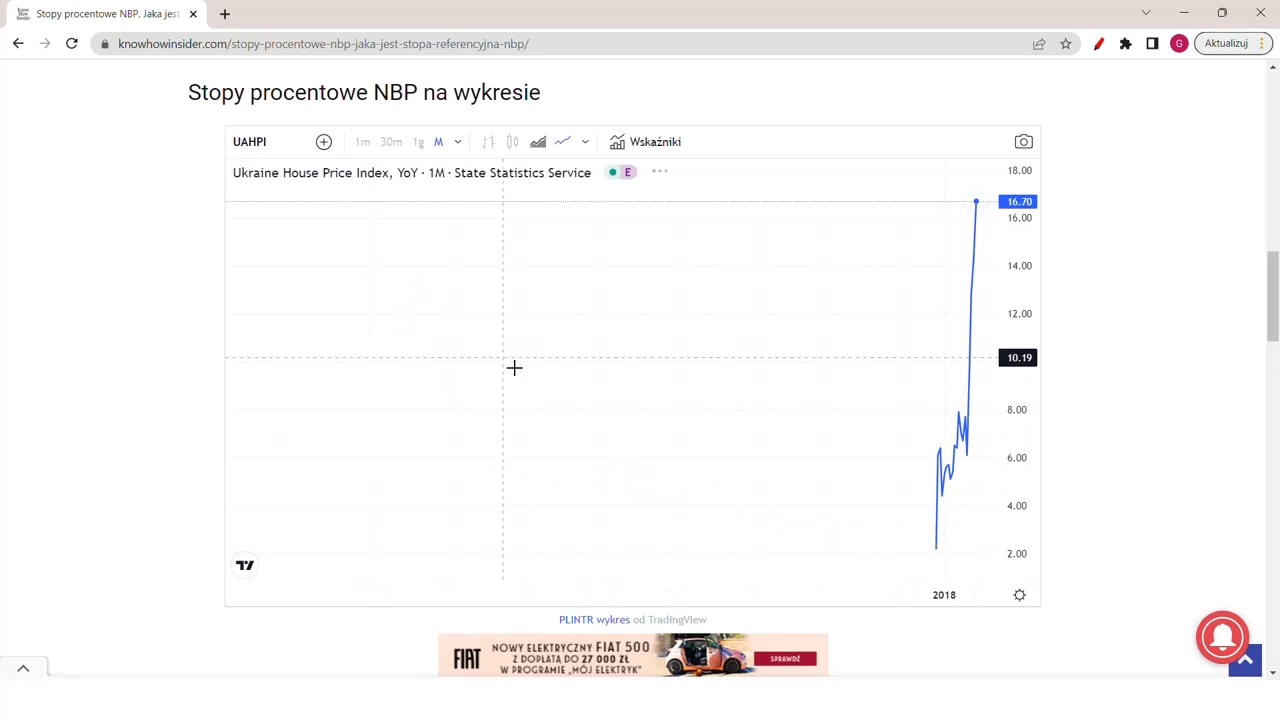 Know
How
Insider
Stopy procentowe NBP. Jaka jest
knowhowinsider.com/stopy-procentowe-nbp-jaka-jest-stopa-referencyjna-nbp/
G
Aktualizuj
Stopy procentowe NBP na wykresie
UAHPI
1m 30m 1g M
Wskaźniki
Ukraine House Price Index, YoY · 1M · State Statistics Service
E
18.00
16.70
16.00
14.00
12.00
10.19
8.00
6.00
4.00
2.00
2018
PLINTR wykres od TradingView
FIAT
NOWY ELEKTRYCZNY FIAT 500
Z DOPŁATĄ DO 27 000 ZŁ
W PROGRAMIE „MÓJ ELEKTRYK”
SPRAWDŹ